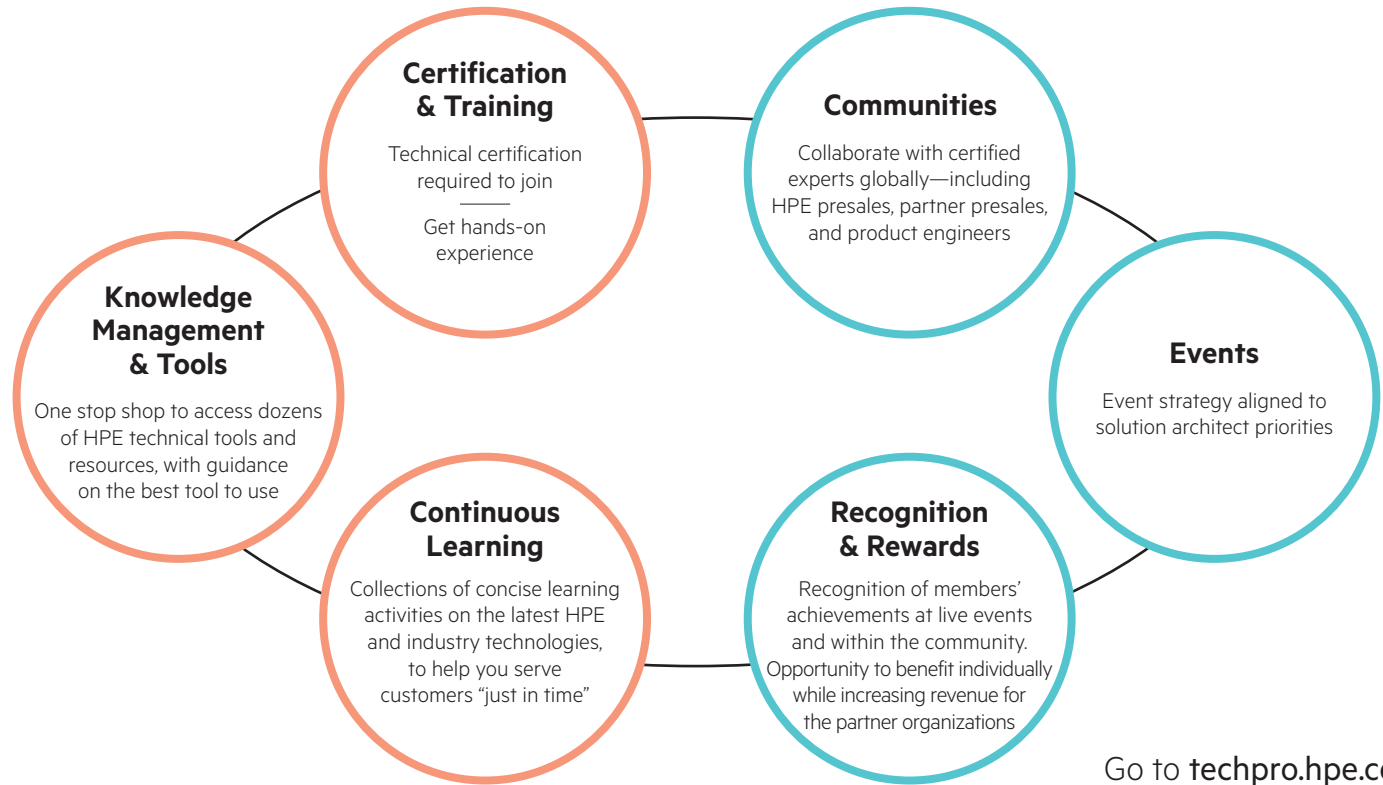 Certification
& Training
Technical certification
required to join
Get hands-on
experience
Communities
Collaborate with certified
experts globally—including
HPE presales, partner presales,
and product engineers
Knowledge
Management
& Tools
One stop shop to access dozens
of HPE technical tools and
resources, with guidance
on the best tool to use
Events
Event strategy aligned to
solution architect priorities
Continuous
Learning
Collections of concise learning
activities on the latest HPE
and industry technologies,
to help you serve
customers “just in time”
Recognition
& Rewards
Recognition of members’
achievements at live events
and within the community.
Opportunity to benefit individually
while increasing revenue for
the partner organizations
Go to techpro.hpe.co